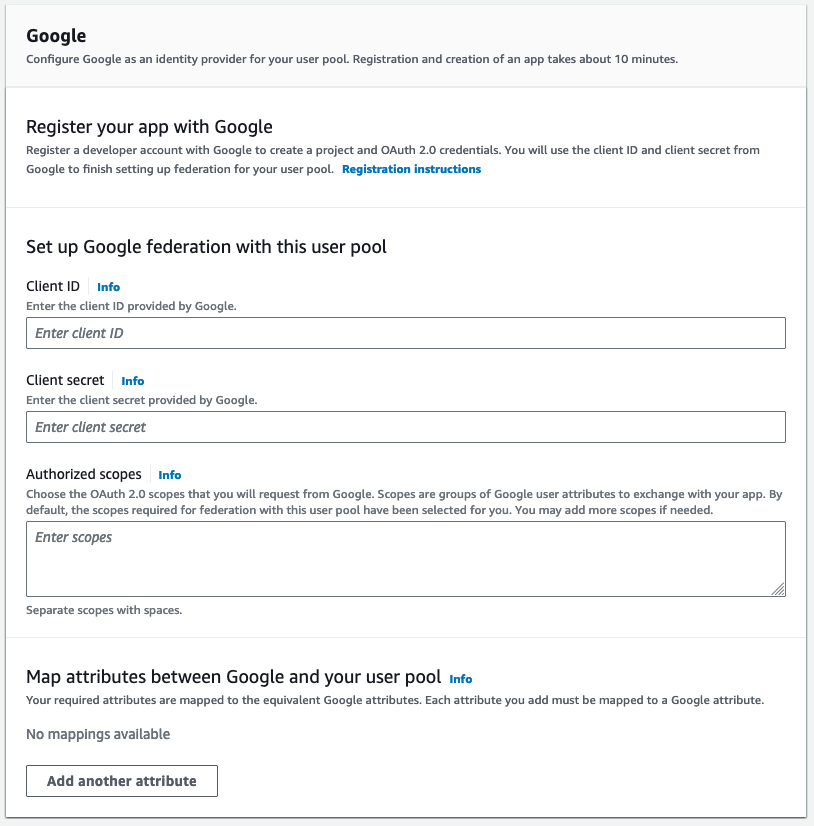 Google
Configure Google as an identity provider for your user pool. Registration and creation of an app takes about 10 minutes.
Register your app with Google
Register a developer account with Google to create a project and OAuth 2.0 credentials. You will use the client ID and client secret from
Google to finish setting up federation for your user pool. Registration instructions
Set up Google federation with this user pool
Client ID Info
Enter the client ID provided by Google.
Enter client ID
Client secret Info
Enter the client secret provided by Google.
Enter client secret
Authorized scopes Info
Choose the OAuth 2.0 scopes that you will request from Google. Scopes are groups of Google user attributes to exchange with your app. By
default, the scopes required for federation with this user pool have been selected for you. You may add more scopes if needed.
Enter scopes
Separate scopes with spaces.
Map attributes between Google and your user pool Info
Your required attributes are mapped to the equivalent Google attributes. Each attribute you add must be mapped to a Google attribute.
No mappings available
Add another attribute